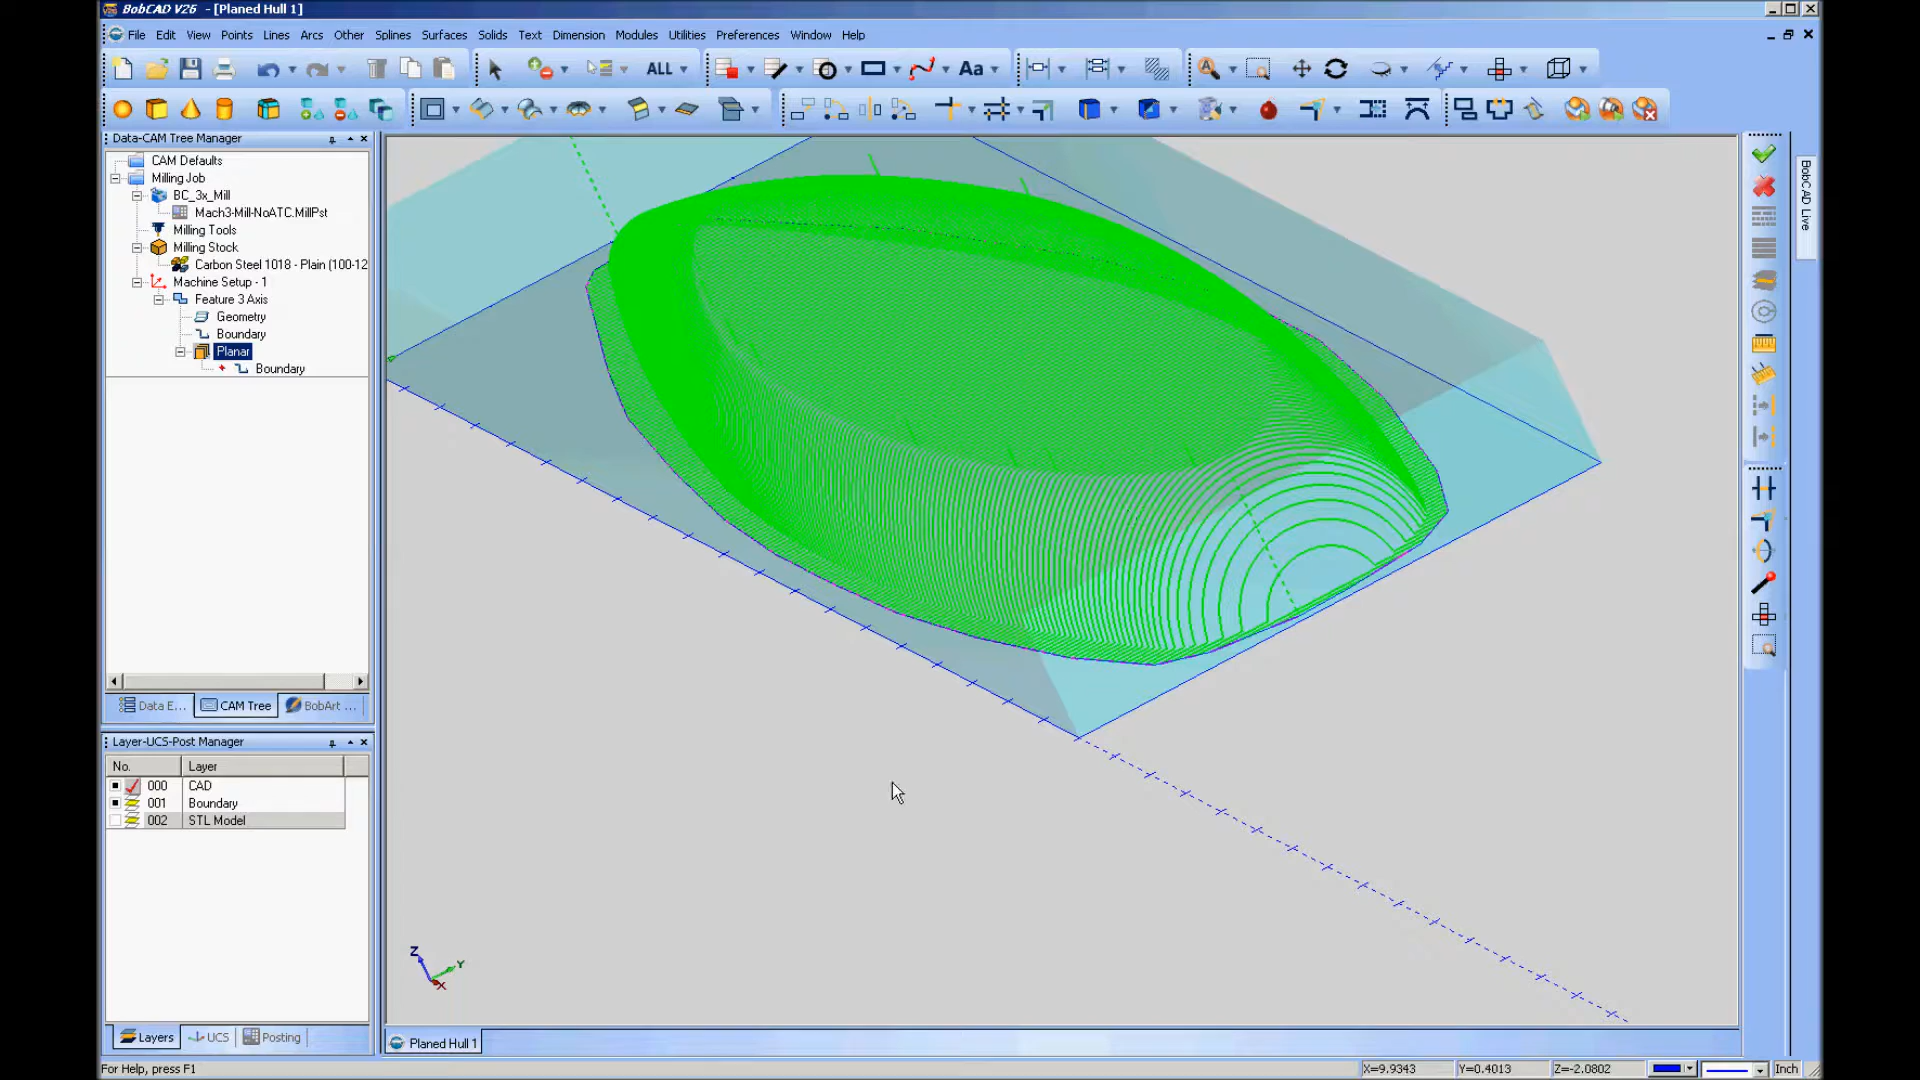 BobCAD V26 - [Planed Hull 1]
File Edit View Points Lines Arcs Other Splines Surfaces Solids Text Dimension Modules Utilities Preferences Window Help
ALL
Aa
Data-CAM Tree Manager
CAM Defaults
Milling Job
BC_3x_Mill
Mach3-Mill-NoATC.MillPst
Milling Tools
Milling Stock
Carbon Steel 1018 - Plain (100-12
Machine Setup - 1
Feature 3 Axis
Geometry
Boundary
Planar
Boundary
Data E... CAM Tree BobArt ...
Layer-UCS-Post Manager
No. Layer
000 CAD
001 Boundary
002 STL Model
Layers UCS Posting
BobCAD Live
Z
Y
X
Planed Hull 1
For Help, press F1
X=9.9343 Y=0.4013 Z=-2.0802 Inch